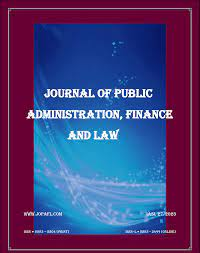 JOURNAL OF PUBLIC
ADMINISTRATION, FINANCE
AND LAW
WWW.JOPAFL.COM